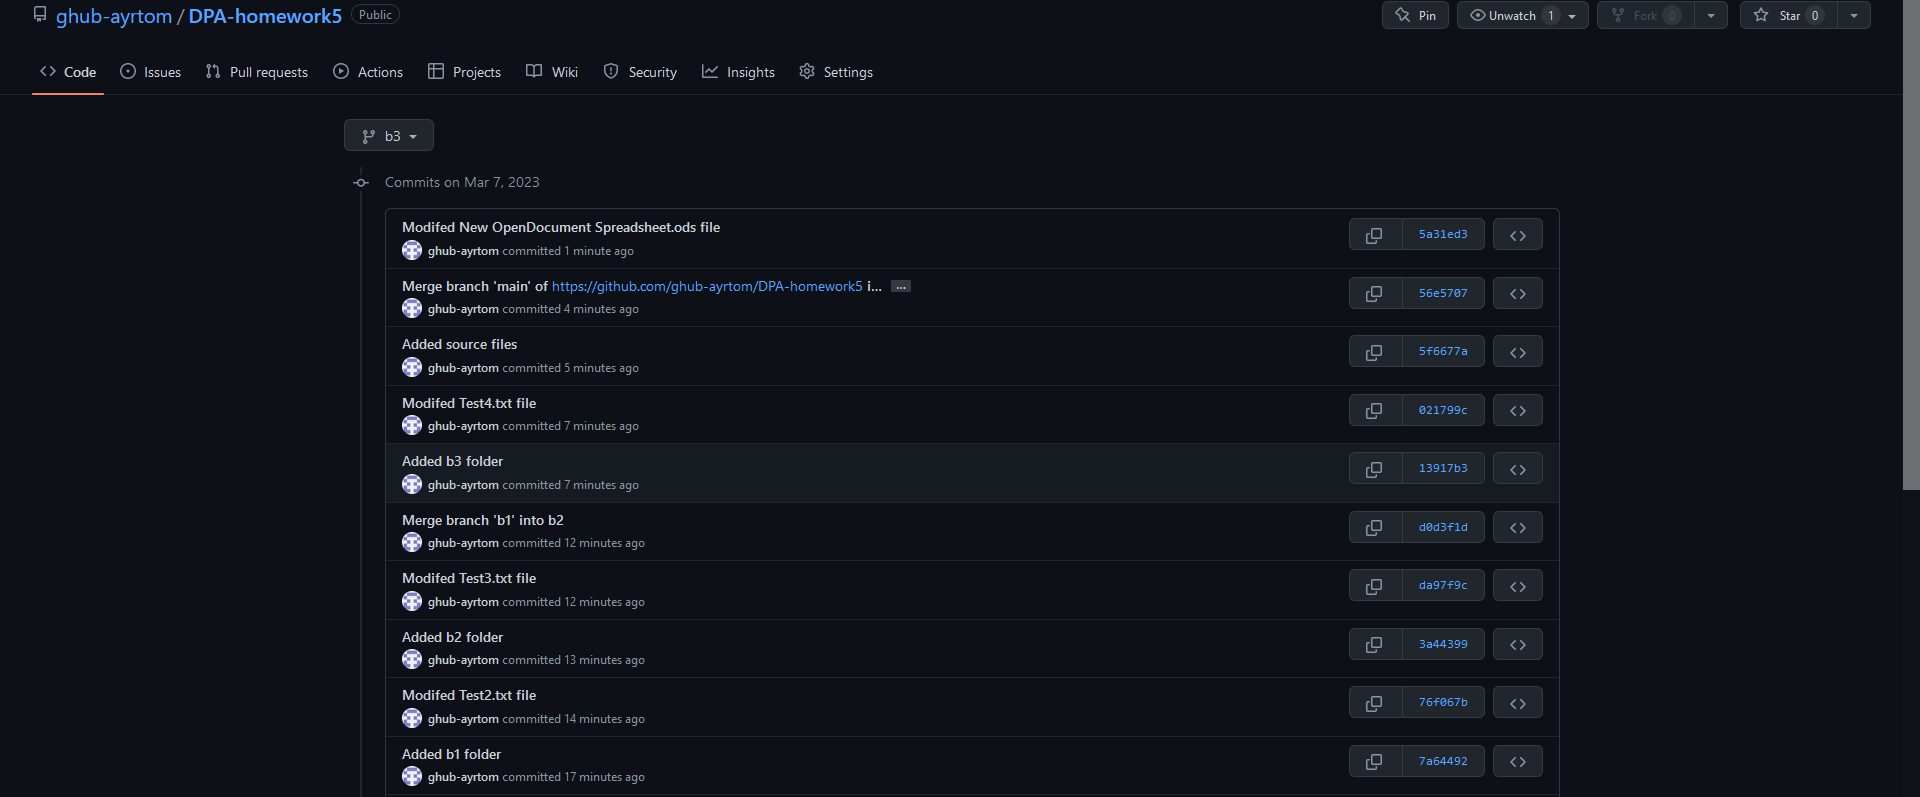 ghub-ayrtom / DPA-homework5 Public
Pin Unwatch 1 Fork 0 Star 0
Code Issues Pull requests Actions Projects Wiki Security Insights Settings
b3
Commits on Mar 7, 2023
Modifed New OpenDocument Spreadsheet.ods file
ghub-ayrtom committed 1 minute ago
5a31ed3
Merge branch 'main' of https://github.com/ghub-ayrtom/DPA-homework5 i... ...
ghub-ayrtom committed 4 minutes ago
56e5707
Added source files
ghub-ayrtom committed 5 minutes ago
5f6677a
Modifed Test4.txt file
ghub-ayrtom committed 7 minutes ago
021799c
Added b3 folder
ghub-ayrtom committed 7 minutes ago
13917b3
Merge branch 'b1' into b2
ghub-ayrtom committed 12 minutes ago
d0d3f1d
Modifed Test3.txt file
ghub-ayrtom committed 12 minutes ago
da97f9c
Added b2 folder
ghub-ayrtom committed 13 minutes ago
3a44399
Modifed Test2.txt file
ghub-ayrtom committed 14 minutes ago
76f067b
Added b1 folder
ghub-ayrtom committed 17 minutes ago
7a64492